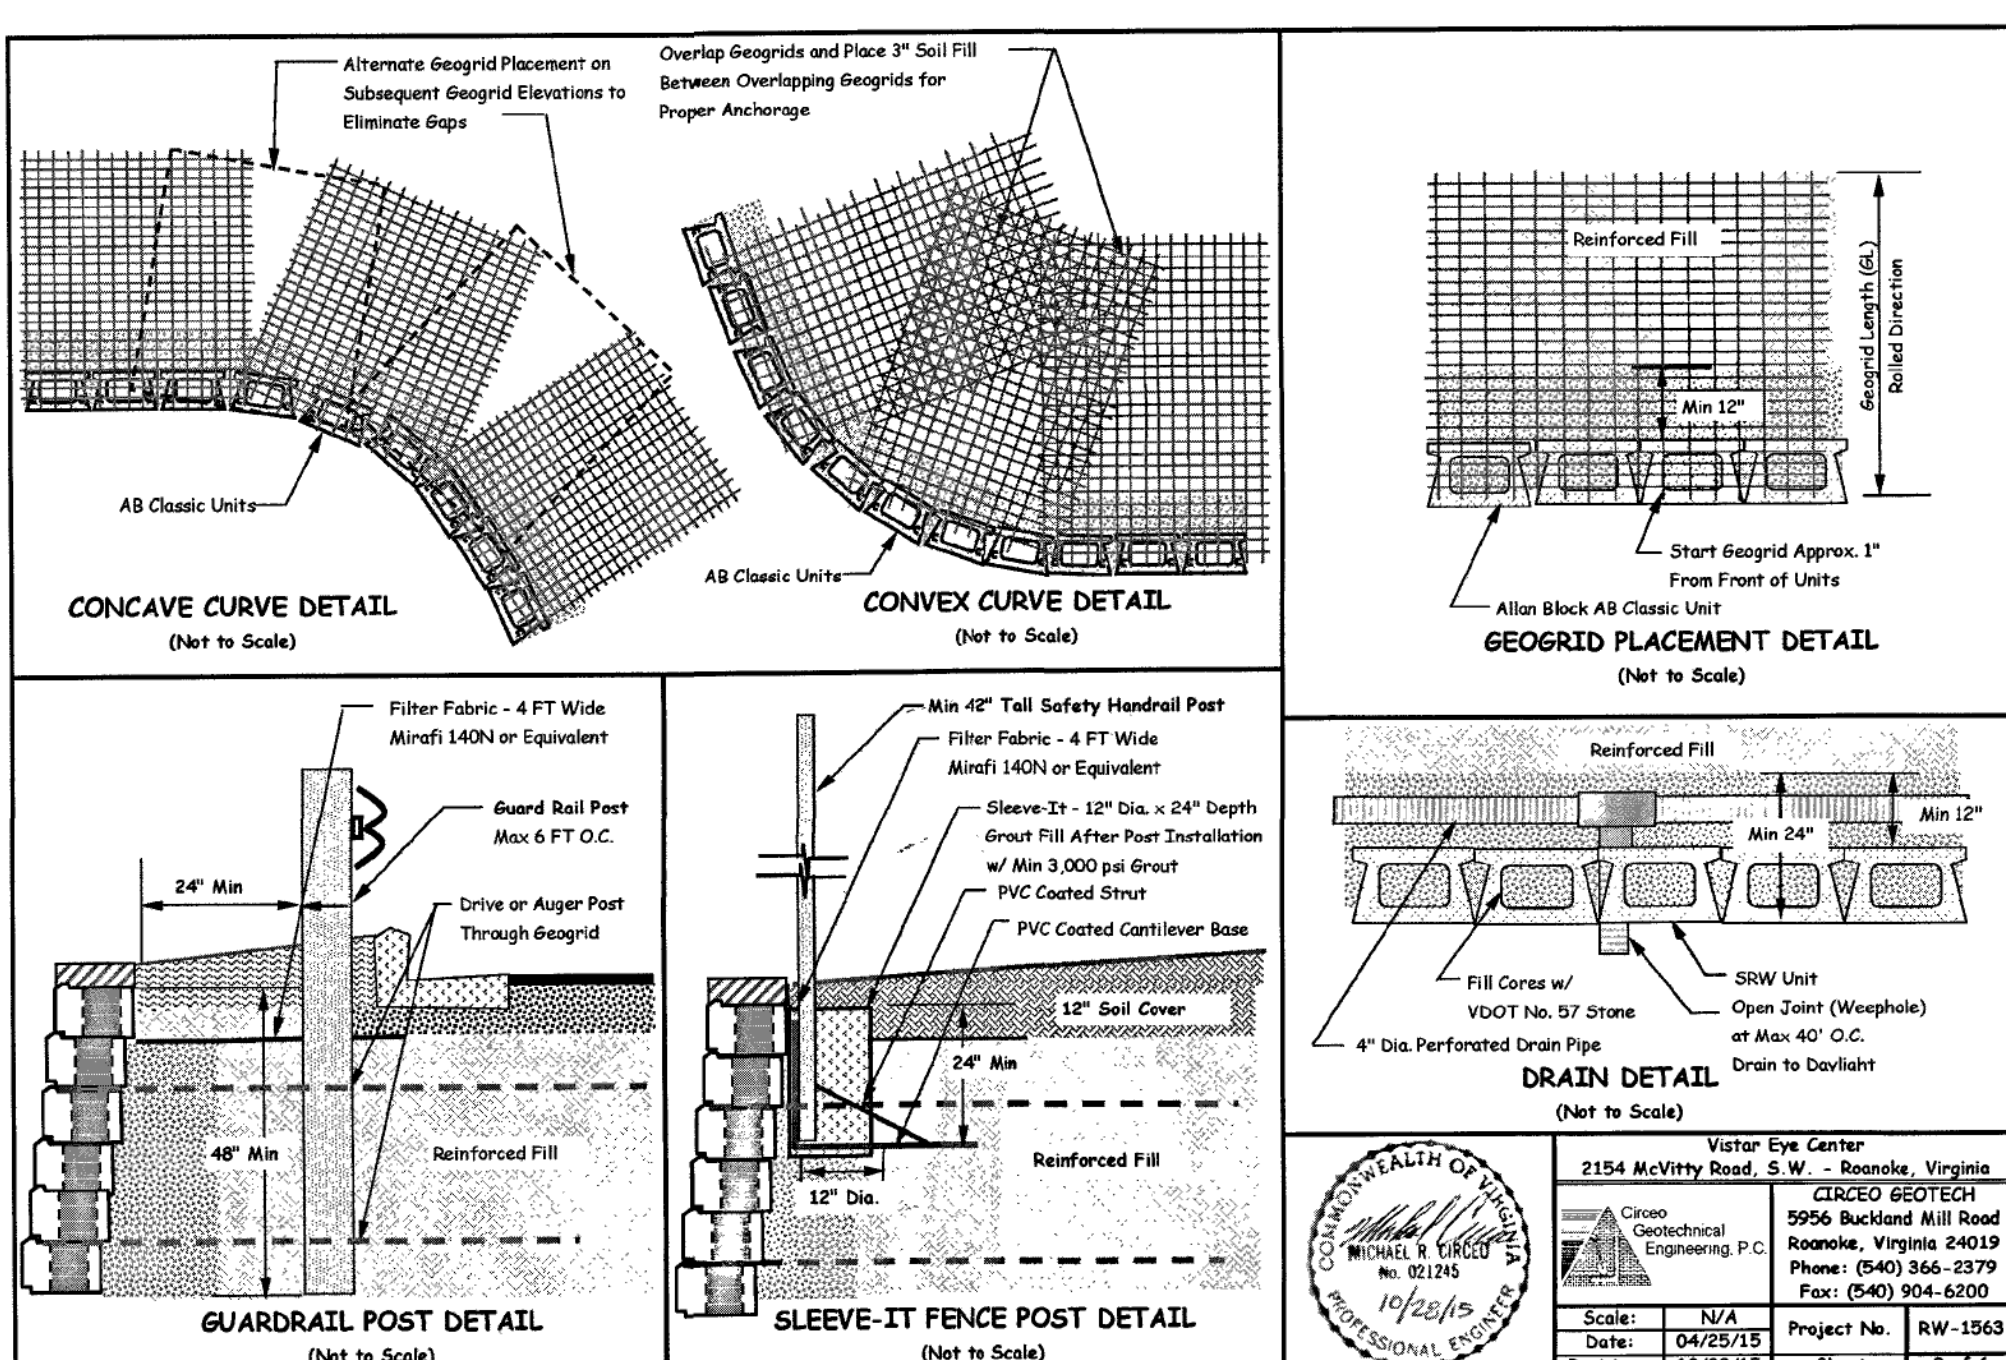 Alternate Geogrid Placement on
Subsequent Geogrid Elevations to
Eliminate Gaps
Overlap Geogrids and Place 3" Soil Fill
Between Overlapping Geogrids for
Proper Anchorage
AB Classic Units
CONCAVE CURVE DETAIL
(Not to Scale)
AB Classic Units
CONVEX CURVE DETAIL
(Not to Scale)
Reinforced Fill
Geogrid Length (GL)
Rolled Direction
Min 12"
Start Geogrid Approx. 1"
From Front of Units
Allan Block AB Classic Unit
GEOGRID PLACEMENT DETAIL
(Not to Scale)
Filter Fabric - 4 FT Wide
Mirafi 140N or Equivalent
Guard Rail Post
Max 6 FT O.C.
24" Min
Drive or Auger Post
Through Geogrid
48" Min
Reinforced Fill
GUARDRAIL POST DETAIL
(Not to Scale)
Min 42" Tall Safety Handrail Post
Filter Fabric - 4 FT Wide
Mirafi 140N or Equivalent
Sleeve-It - 12" Dia. x 24" Depth
Grout Fill After Post Installation
w/ Min 3,000 psi Grout
PVC Coated Strut
PVC Coated Cantilever Base
12" Soil Cover
24" Min
Reinforced Fill
12" Dia.
SLEEVE-IT FENCE POST DETAIL
(Not to Scale)
Reinforced Fill
Min 12"
Min 24"
Fill Cores w/
VDOT No. 57 Stone
SRW Unit
Open Joint (Weephole)
at Max 40' O.C.
Drain to Daylight
4" Dia. Perforated Drain Pipe
DRAIN DETAIL
(Not to Scale)
COMMONWEALTH OF VIRGINIA
MICHAEL R. CIRCEO
No. 021245
10/28/15
PROFESSIONAL ENGINEER
Vistar Eye Center
2154 McVitty Road, S.W. - Roanoke, Virginia
Circeo
Geotechnical
Engineering, P.C.
CIRCEO GEOTECH
5956 Buckland Mill Road
Roanoke, Virginia 24019
Phone: (540) 366-2379
Fax: (540) 904-6200
Scale: N/A
Date: 04/25/15
Project No. RW-1563